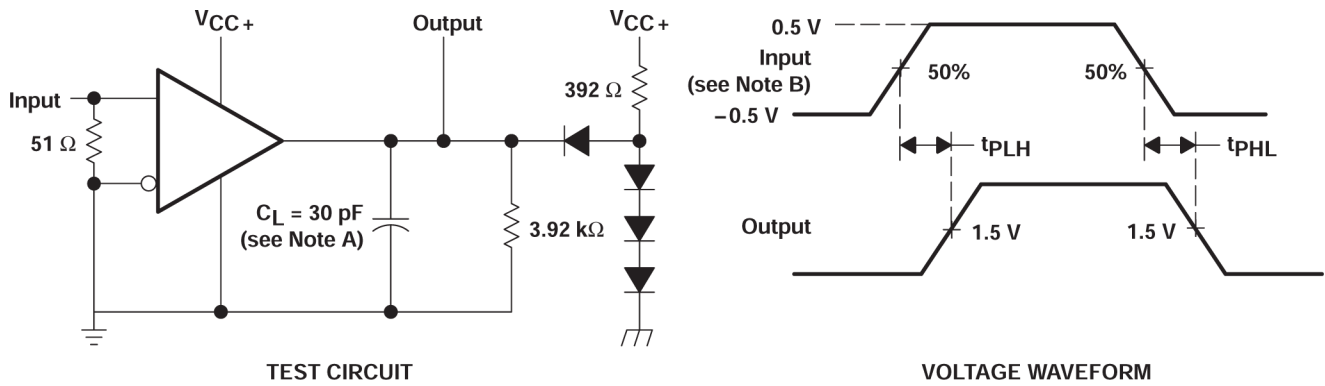 VCC+
Output
VCC+
Input
51 Ω
392 Ω
CL = 30 pF
(see Note A)
3.92 kΩ
TEST CIRCUIT
0.5 V
Input
(see Note B)
−0.5 V
50%
50%
tPLH
tPHL
Output
1.5 V
1.5 V
VOLTAGE WAVEFORM